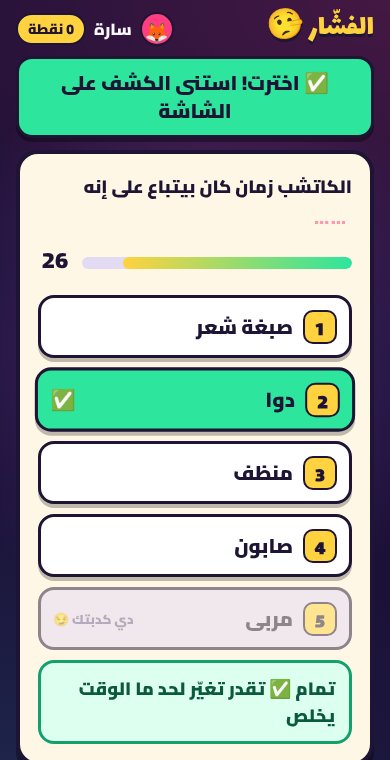 الفشّار 🤔
سارة
0 نقطة
✅ اخترت! استنى الكشف على
الشاشة
الكاتشب زمان كان بيتباع على إنه
……
26
1 صبغة شعر
2 دوا ✅
3 منظف
4 صابون
5 مربى دي كدبتك 😏
تمام ✅ تقدر تغيّر لحد ما الوقت
يخلص